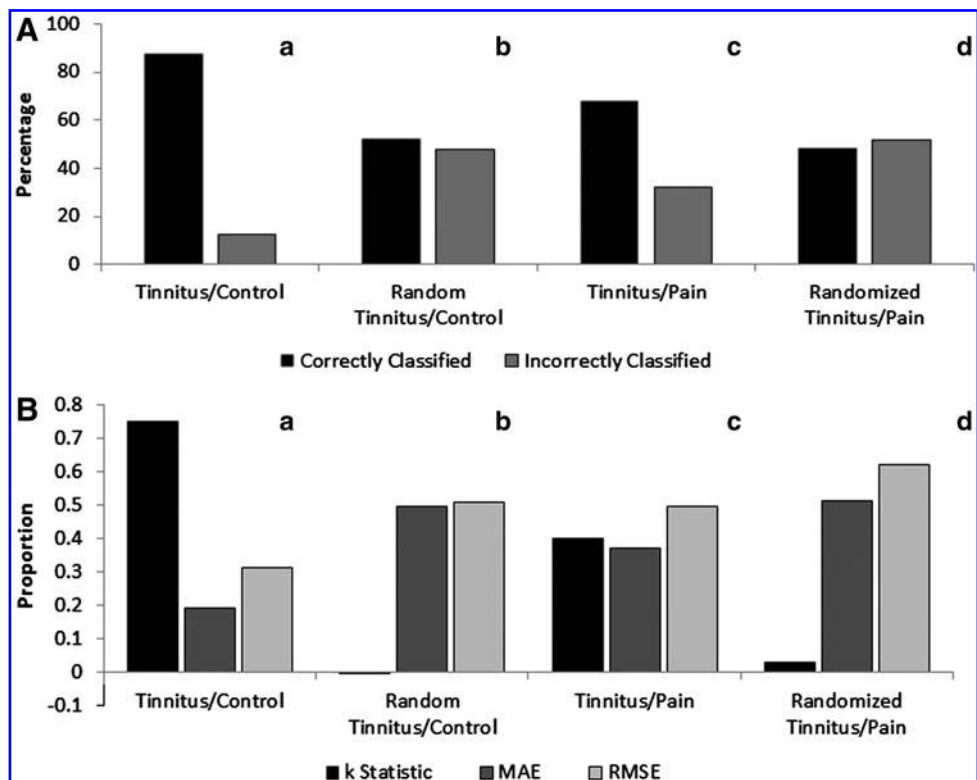 A
100
80
60
40
20
0
Percentage
a
b
c
d
Tinnitus/Control
Random
Tinnitus/Control
Tinnitus/Pain
Randomized
Tinnitus/Pain
Correctly Classified
Incorrectly Classified
B
0.8
0.7
0.6
0.5
0.4
0.3
0.2
0.1
0
-0.1
Proportion
a
b
c
d
Tinnitus/Control
Random
Tinnitus/Control
Tinnitus/Pain
Randomized
Tinnitus/Pain
k Statistic
MAE
RMSE